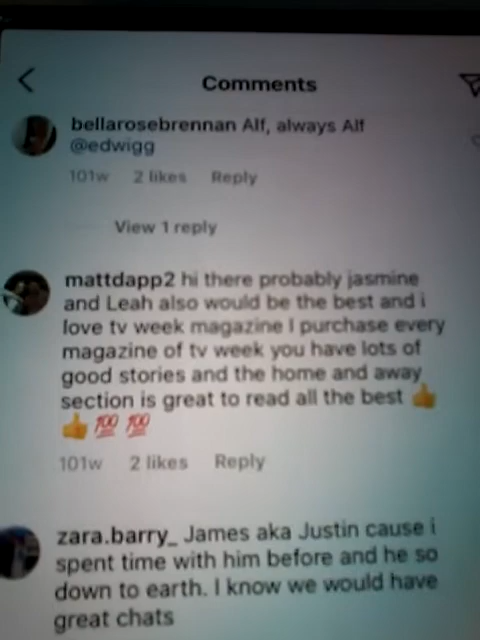 Comments
bellarosebrennan Alf, always Alf
@edwigg
101w 2 likes Reply
View 1 reply
mattdapp2 hi there probably jasmine
and Leah also would be the best and i
love tv week magazine I purchase every
magazine of tv week you have lots of
good stories and the home and away
section is great to read all the best 👍
👍 💯 💯
101w 2 likes Reply
zara.barry_ James aka Justin cause i
spent time with him before and he so
down to earth. I know we would have
great chats